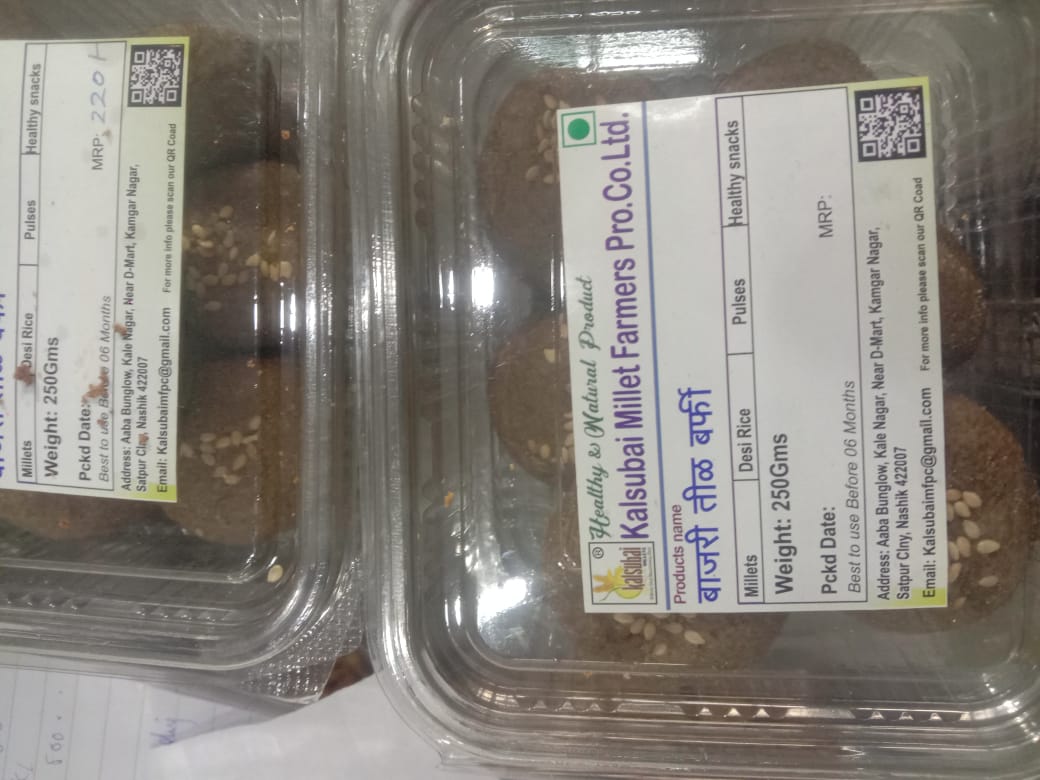 ® Healthy & Natural Product
kalsubai
Kalsubai Millet Farmers Pro.Co.Ltd.
Products name
बाजरी तीळ बर्फी
Millets Desi Rice Pulses Healthy snacks
Weight: 250Gms
Pckd Date: MRP:
Best to use Before 06 Months
Address: Aaba Bunglow, Kale Nagar, Near D-Mart, Kamgar Nagar,
Satpur Clny, Nashik 422007
Email: Kalsubaimfpc@gmail.com For more info please scan our QR Coad
Millets Desi Rice Pulses Healthy snacks
Weight: 250Gms
Pckd Date: MRP: 220/
Best to use Before 06 Months
Address: Aaba Bunglow, Kale Nagar, Near D-Mart, Kamgar Nagar,
Satpur Clny, Nashik 422007
Email: Kalsubaimfpc@gmail.com For more info please scan our QR Coad
500.